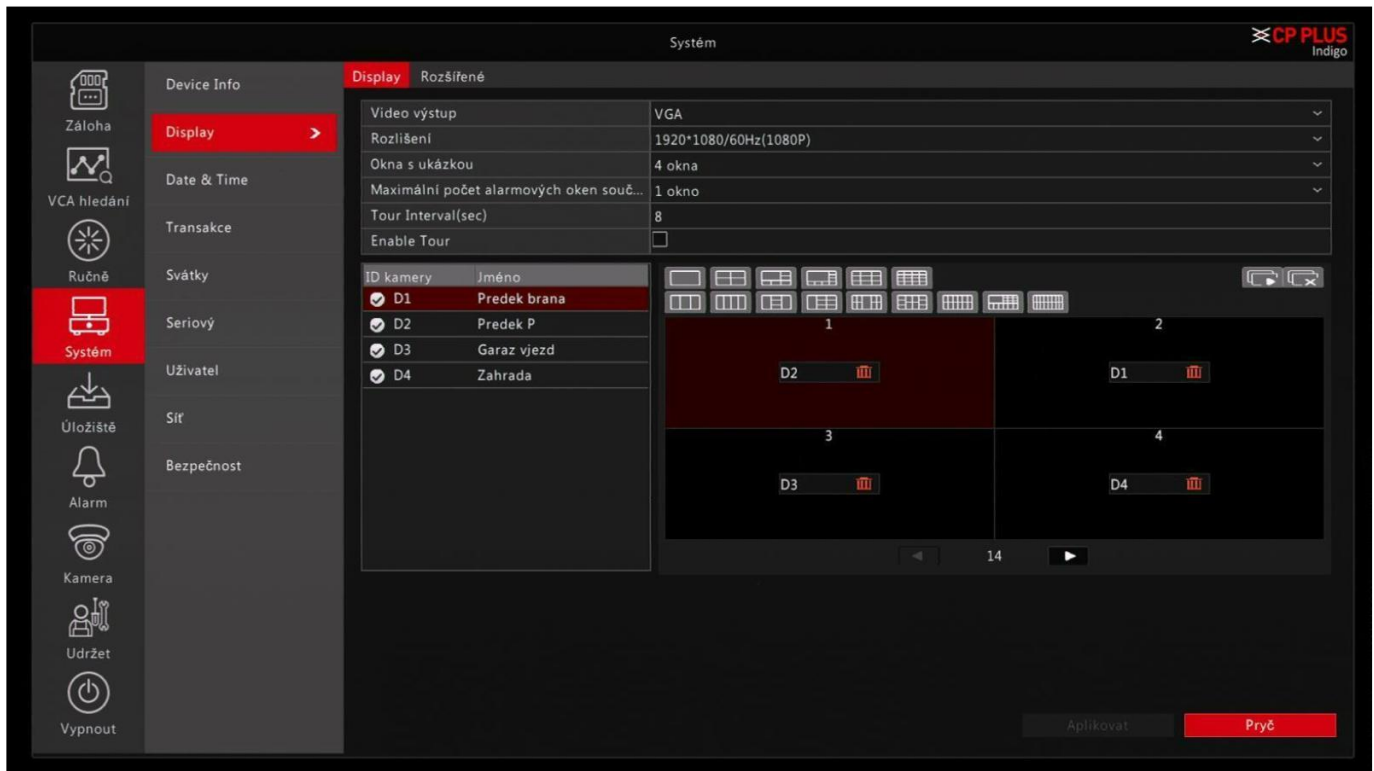 Systém
CP PLUS
Indigo
Záloha
VCA hledání
Ručně
Systém
Úložiště
Alarm
Kamera
Udržet
Vypnout
Device Info
Display
Date & Time
Transakce
Svátky
Seriový
Uživatel
Síť
Bezpečnost
Display Rozšířené
Video výstup VGA
Rozlišení 1920*1080/60Hz(1080P)
Okna s ukázkou 4 okna
Maximální počet alarmových oken souč... 1 okno
Tour Interval(sec) 8
Enable Tour
ID kamery Jméno
D1 Predek brana
D2 Predek P
D3 Garaz vjezd
D4 Zahrada
1 2
D2 D1
3 4
D3 D4
14
Aplikovat Pryč